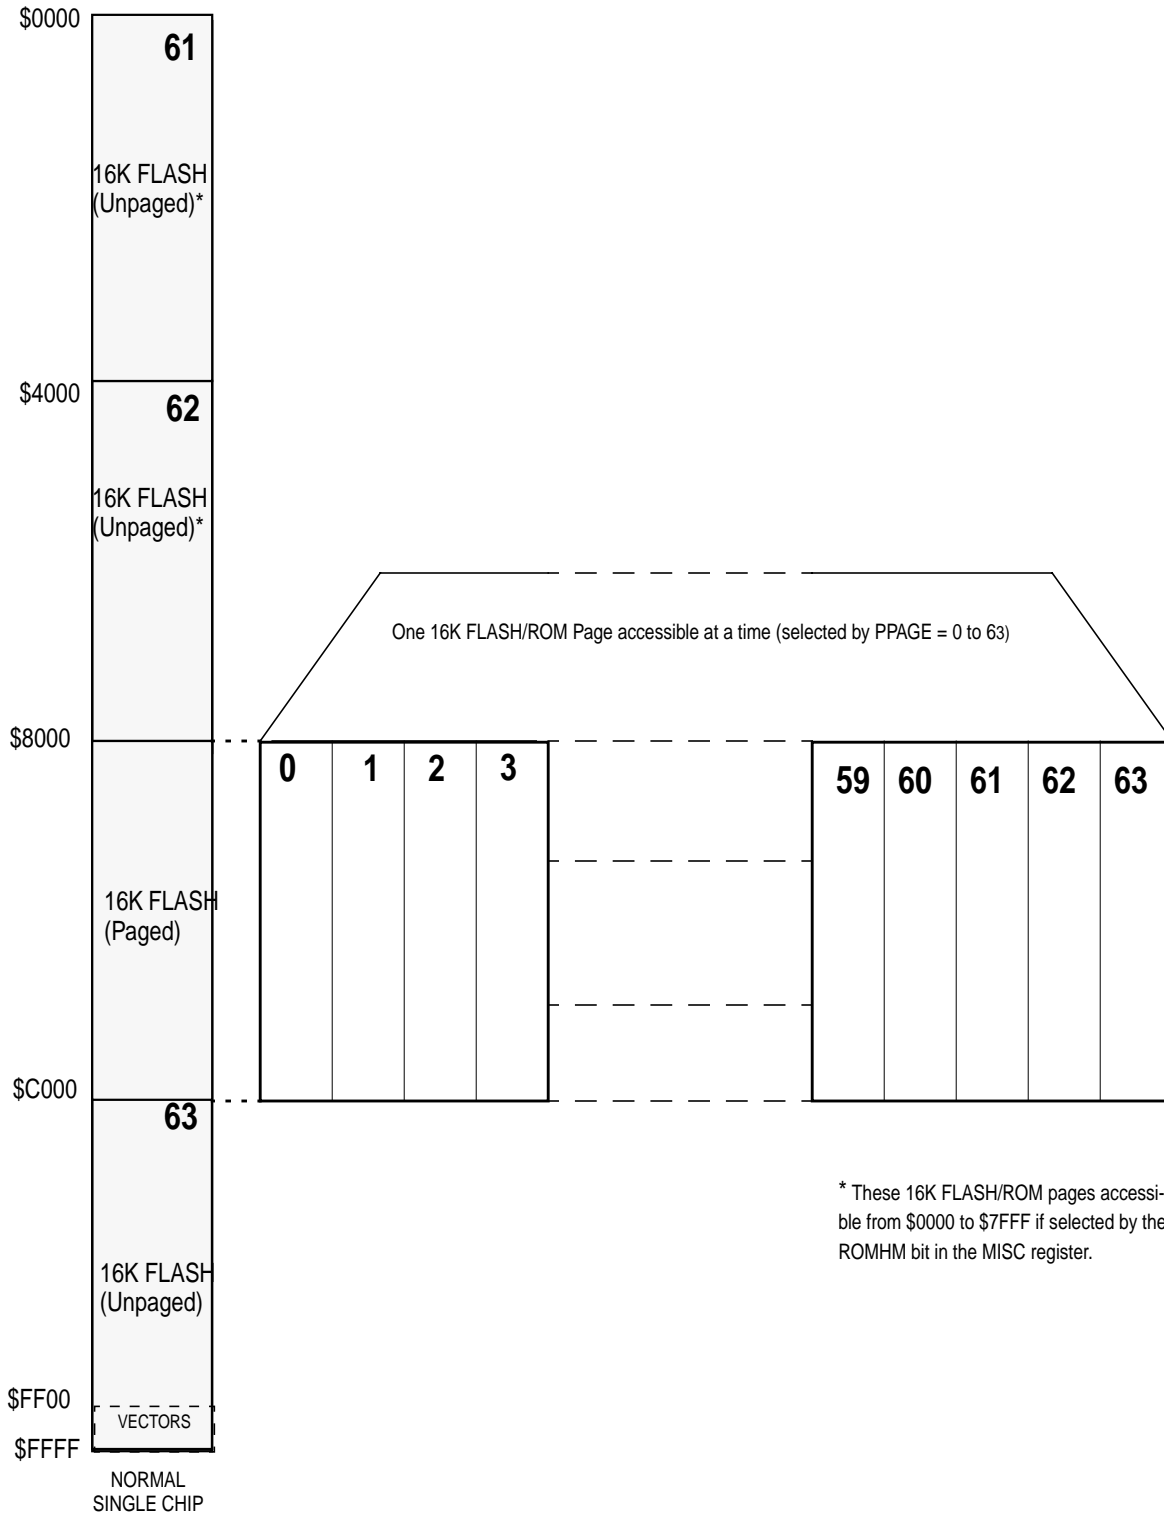 $0000
61
16K FLASH
(Unpaged)*
$4000
62
16K FLASH
(Unpaged)*
One 16K FLASH/ROM Page accessible at a time (selected by PPAGE = 0 to 63)
$8000
0 1 2 3 59 60 61 62 63
16K FLASH
(Paged)
$C000
63
* These 16K FLASH/ROM pages accessi-
ble from $0000 to $7FFF if selected by the
ROMHM bit in the MISC register.
16K FLASH
(Unpaged)
$FF00
VECTORS
$FFFF
NORMAL
SINGLE CHIP